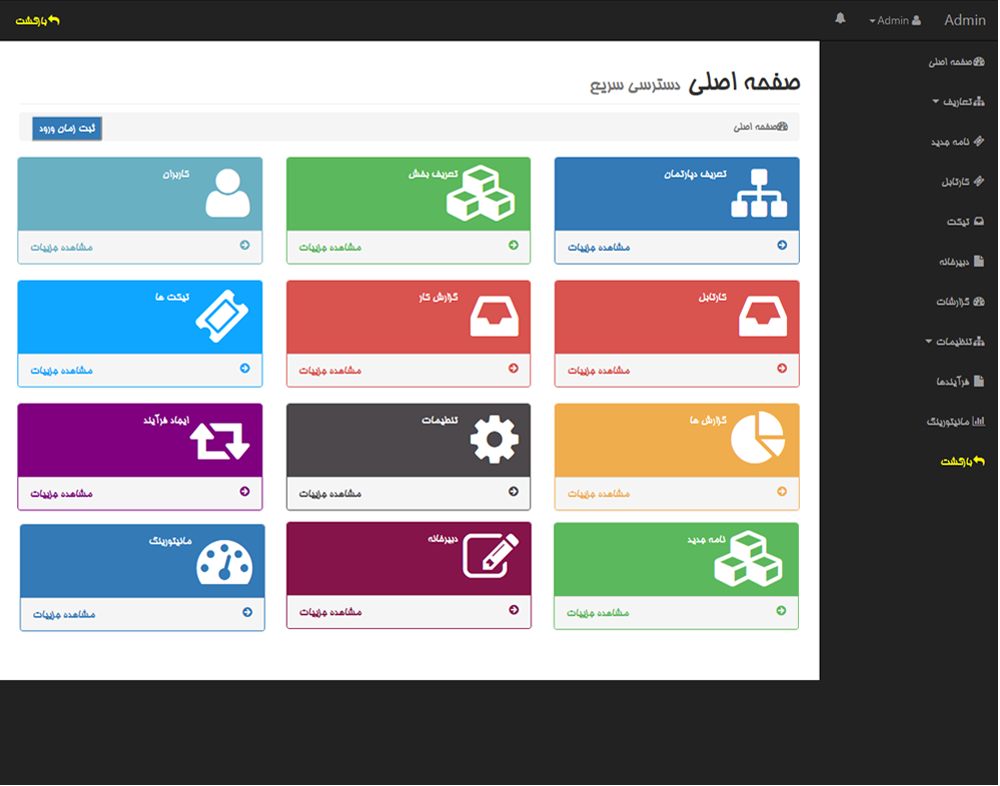 Admin
Admin
بازگشت
صفحه اصلی
تعاریف
نامه جدید
کارتابل
تیکت
دبیرخانه
گزارشات
تنظیمات
فرآیندها
مانیتورینگ
بازگشت
صفحه اصلی دسترسی سریع
صفحه اصلی
ثبت زمان ورود
تعریف دپارتمان
مشاهده جزییات
تعریف بخش
مشاهده جزییات
کاربران
مشاهده جزییات
کارتابل
مشاهده جزییات
گزارش کار
مشاهده جزییات
تیکت ها
مشاهده جزییات
گزارش ها
مشاهده جزییات
تنظیمات
مشاهده جزییات
ایجاد فرآیند
مشاهده جزییات
نامه جدید
مشاهده جزییات
دبیرخانه
مشاهده جزییات
مانیتورینگ
مشاهده جزییات